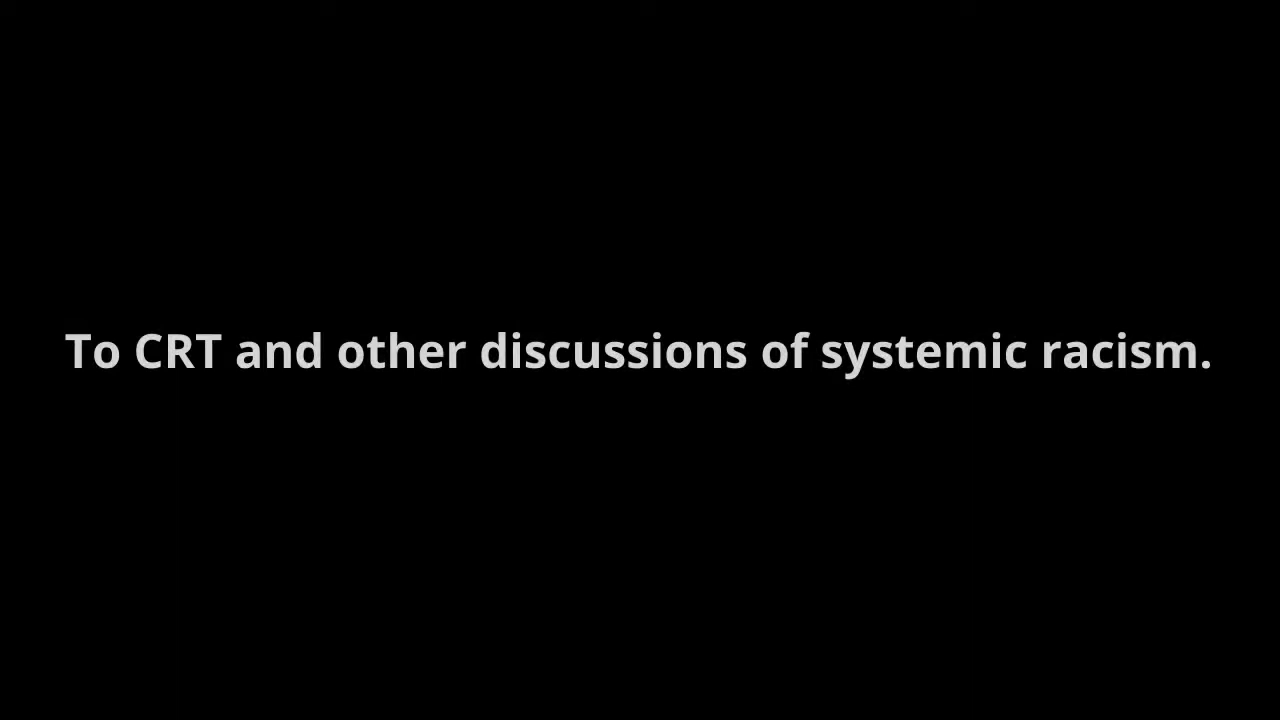 To CRT and other discussions of systemic racism.